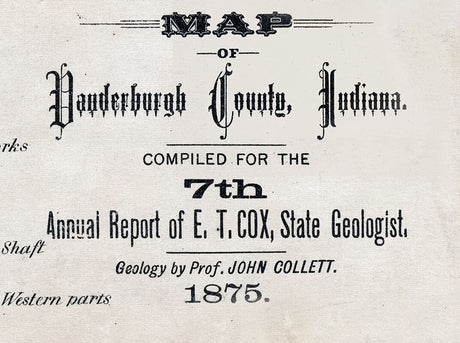 MAP
OF
Vanderburgh County, Indiana.
rks
COMPILED FOR THE
7th
Annual Report of E. T. COX, State Geologist.
Shaft
Geology by Prof. JOHN COLLETT.
Western parts
1875.